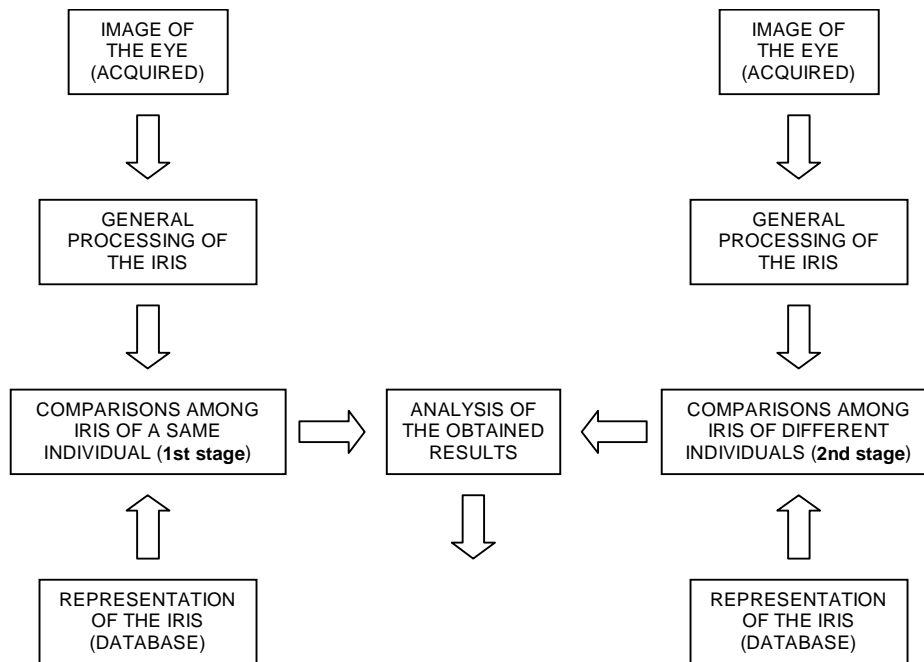 IMAGE OF
THE EYE
(ACQUIRED)
IMAGE OF
THE EYE
(ACQUIRED)
GENERAL
PROCESSING OF
THE IRIS
GENERAL
PROCESSING OF
THE IRIS
COMPARISONS AMONG
IRIS OF A SAME
INDIVIDUAL (1st stage)
ANALYSIS OF
THE OBTAINED
RESULTS
COMPARISONS AMONG
IRIS OF DIFFERENT
INDIVIDUALS (2nd stage)
REPRESENTATION
OF THE IRIS
(DATABASE)
REPRESENTATION
OF THE IRIS
(DATABASE)